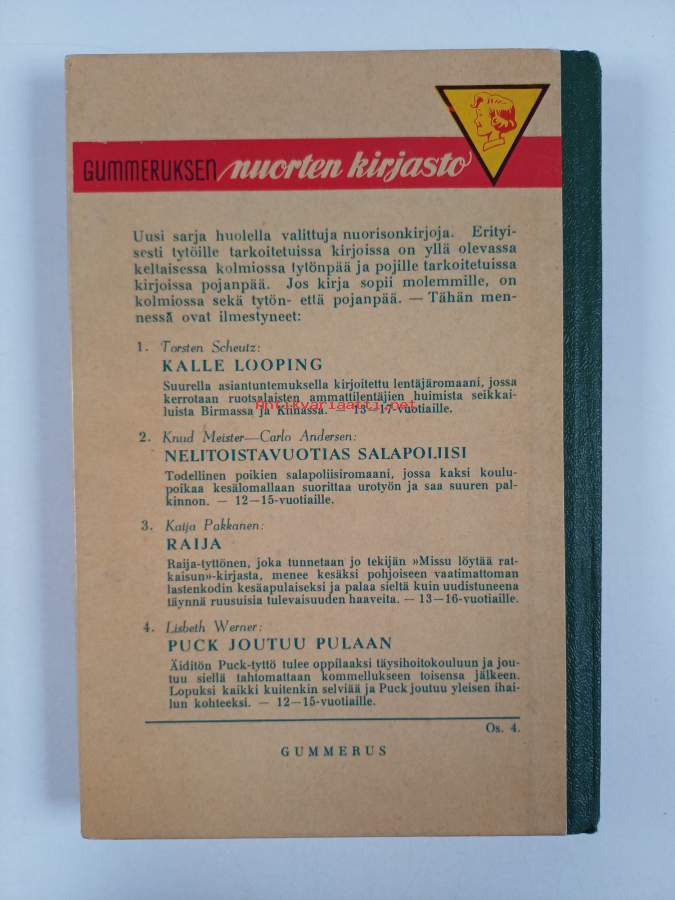 GUMMERUKSEN nuorten kirjasto
Uusi sarja huolella valittuja nuorisonkirjoja. Erityi-
sesti tytöille tarkoitetuissa kirjoissa on yllä olevassa
keltaisessa kolmiossa tytönpää ja pojille tarkoitetuissa
kirjoissa pojanpää. Jos kirja sopii molemmille, on
kolmiossa sekä tytön- että pojanpää. — Tähän men-
nessä ovat ilmestyneet:
1. Torsten Scheutz:
KALLE LOOPING
Suurella asiantuntemuksella kirjoitettu lentäjäromaani, jossa
kerrotaan ruotsalaisten ammattilentäjien huimista seikkai-
luista Birmassa ja Kiinassa. — 13—17-vuotiaille.
Antikvariaatti.net
2. Knud Meister—Carlo Andersen:
NELITOISTAVUOTIAS SALAPOLIISI
Todellinen poikien salapoliisiromaani, jossa kaksi koulu-
poikaa kesälomallaan suorittaa urotyön ja saa suuren pal-
kinnon. — 12—15-vuotiaille.
3. Katja Pakkanen:
RAIJA
Raija-tyttönen, joka tunnetaan jo tekijän »Missu löytää rat-
kaisun»-kirjasta, menee kesäksi pohjoiseen vaatimattoman
lastenkodin kesäapulaiseksi ja palaa sieltä kuin uudistuneena
täynnä ruusuisia tulevaisuuden haaveita. — 13—16-vuotiaille.
4. Lisbeth Werner:
PUCK JOUTUU PULAAN
Äiditön Puck-tyttö tulee oppilaaksi täysihoitokouluun ja jou-
tuu siellä tahtomattaan kommellukseen toisensa jälkeen.
Lopuksi kaikki kuitenkin selviää ja Puck joutuu yleisen ihai-
lun kohteeksi. — 12—15-vuotiaille.
Os. 4.
GUMMERUS